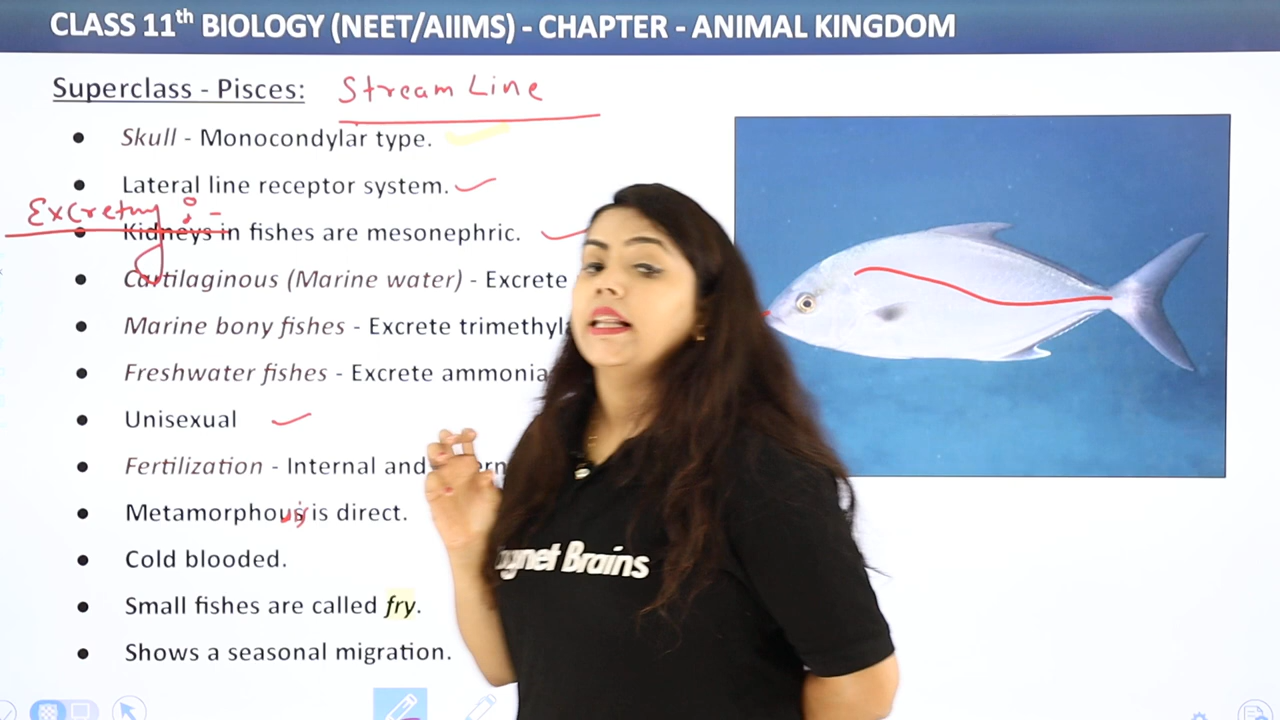 CLASS 11th BIOLOGY (NEET/AIIMS) - CHAPTER - ANIMAL KINGDOM
Superclass - Pisces: Stream Line
Skull - Monocondylar type.
Lateral line receptor system.
Excretory :-
Kidneys in fishes are mesonephric.
Cartilaginous (Marine water) - Excrete
Marine bony fishes - Excrete
Freshwater fishes - Excrete ammonia
Unisexual
Fertilization - Internal and
Metamorphous is direct.
Cold blooded.
Small fishes are called fry.
Shows a seasonal migration.
Brains